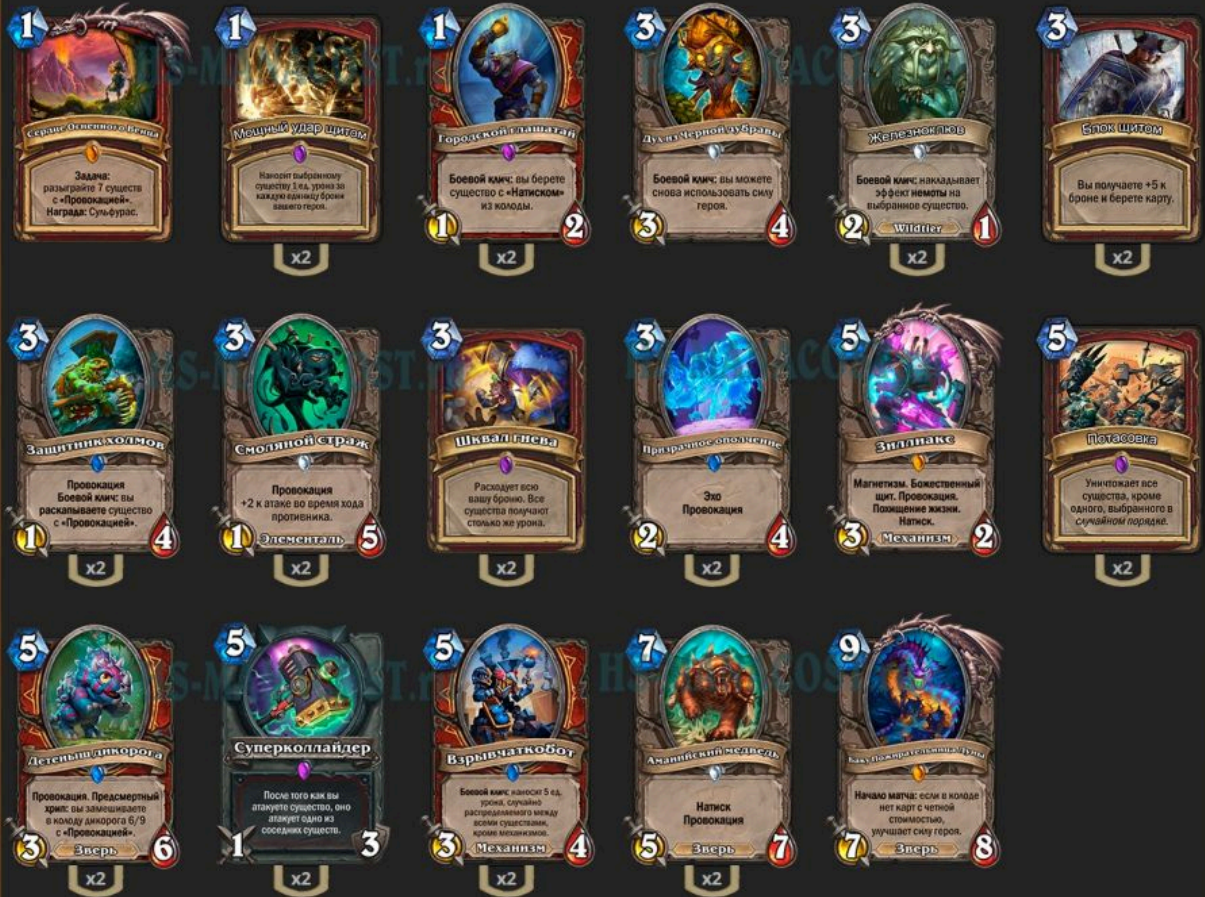 1
Сердце Огненного Венца
Задача:
разыграйте 7 существ
с «Провокацией».
Награда: Сульфурас.
1
Мощный удар щитом
Наносит выбранному
существу 1 ед. урона за
каждую единицу брони
вашего героя.
x2
1
Городской глашатай
Боевой клич: вы берете
существо с «Натиском»
из колоды.
1
2
x2
3
Дух из Черной дубравы
Боевой клич: вы можете
снова использовать силу
героя.
3
4
3
Железноклюв
Боевой клич: накладывает
эффект немоты на
выбранное существо.
2
Wildtier
1
x2
3
Блок щитом
Вы получаете +5 к
броне и берете карту.
x2
3
Защитник холмов
Провокация
Боевой клич: вы
раскапываете существо
с «Провокацией».
1
4
x2
3
Смоляной страж
Провокация
+2 к атаке во время хода
противника.
1
Элементаль
5
x2
3
Шквал гнева
Расходует всю
вашу броню. Все
существа получают
столько же урона.
x2
3
Призрачное ополчение
Эхо
Провокация
2
4
x2
5
Зиллиакс
Магнетизм. Божественный
щит. Провокация.
Похищение жизни.
Натиск.
3
Механизм
2
5
Потасовка
Уничтожает все
существа, кроме
одного, выбранного в
случайном порядке.
x2
5
Детеныш дикорога
Провокация. Предсмертный
хрип: вы замешиваете
в колоду дикорога 6/9
с «Провокацией».
3
Зверь
6
x2
5
Суперколлайдер
После того как вы
атакуете существо, оно
атакует одно из
соседних существ.
1
3
x2
5
Взрывчаткобот
Боевой клич: наносит 5 ед.
урона, случайно
распределяемого между
всеми существами,
кроме механизмов.
3
Механизм
4
x2
7
Аманийский медведь
Натиск
Провокация
5
Зверь
7
x2
9
Баку Пожирательница Луны
Начало матча: если в колоде
нет карт с четной
стоимостью,
улучшает силу героя.
7
Зверь
8